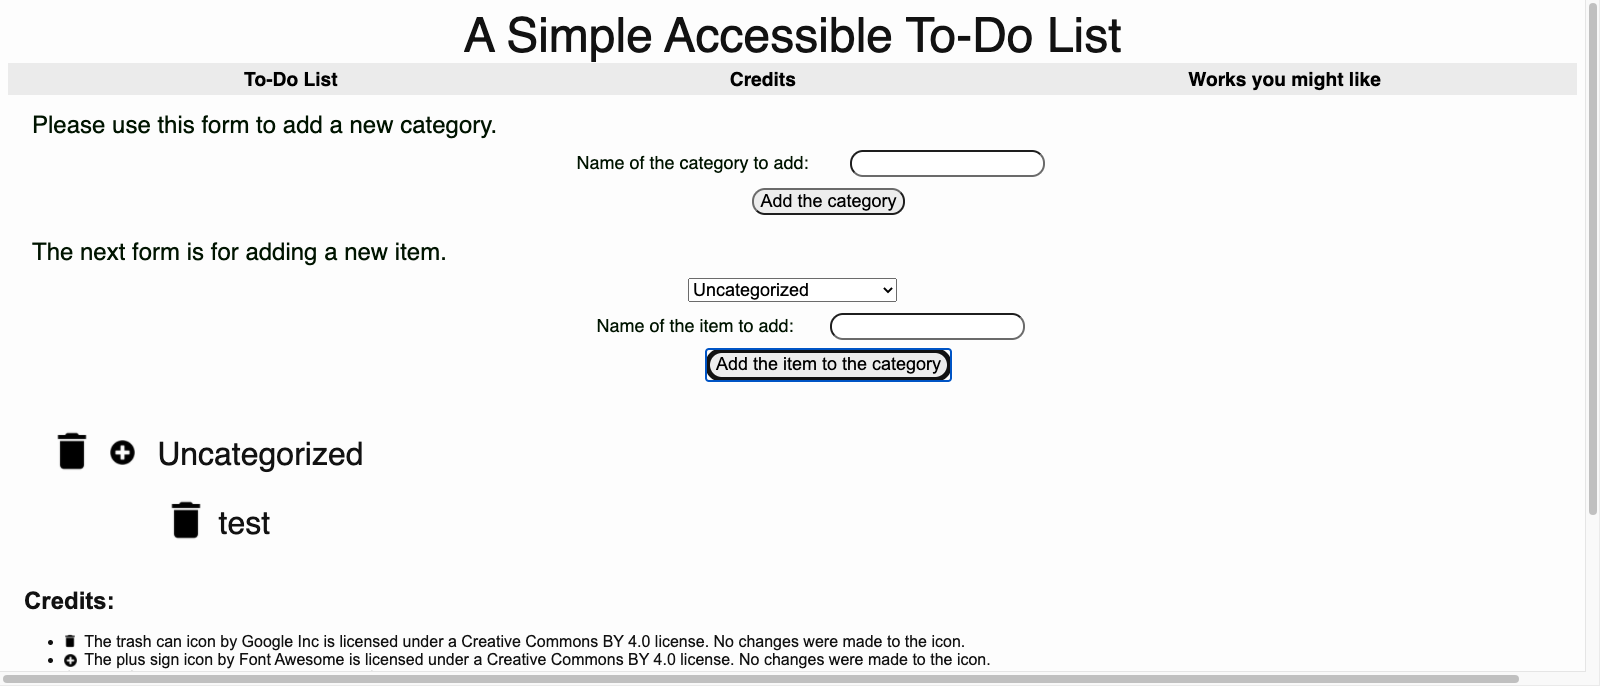 A Simple Accessible To-Do List
To-Do List Credits Works you might like
Please use this form to add a new category.
Name of the category to add:
Add the category
The next form is for adding a new item.
Uncategorized
Name of the item to add:
Add the item to the category
Uncategorized
test
Credits:
The trash can icon by Google Inc is licensed under a Creative Commons BY 4.0 license. No changes were made to the icon.
The plus sign icon by Font Awesome is licensed under a Creative Commons BY 4.0 license. No changes were made to the icon.